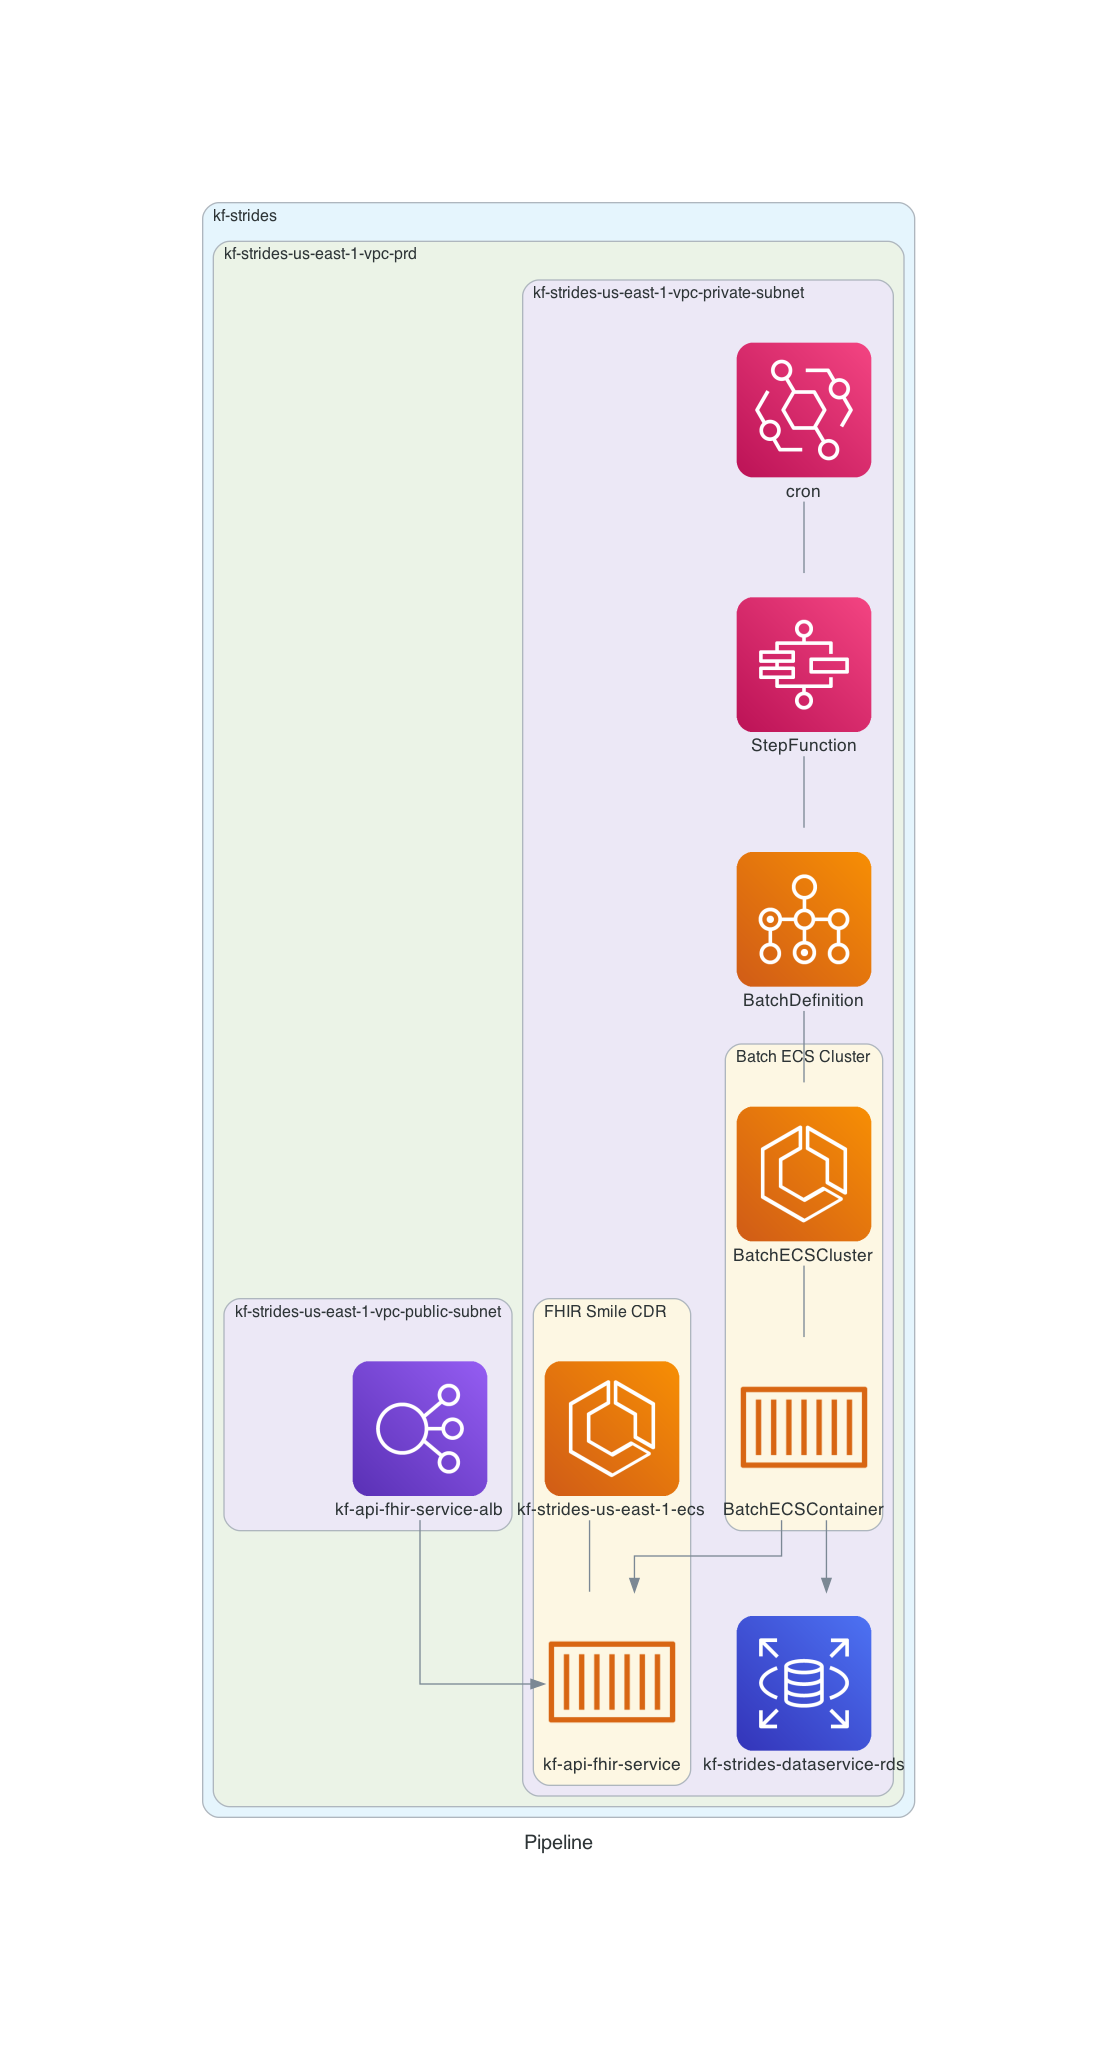 kf-strides
kf-strides-us-east-1-vpc-prd
kf-strides-us-east-1-vpc-private-subnet
cron
StepFunction
BatchDefinition
Batch ECS Cluster
BatchECSCluster
kf-strides-us-east-1-vpc-public-subnet
FHIR Smile CDR
kf-api-fhir-service-alb
kf-strides-us-east-1-ecs
BatchECSContainer
kf-api-fhir-service
kf-strides-dataservice-rds
Pipeline